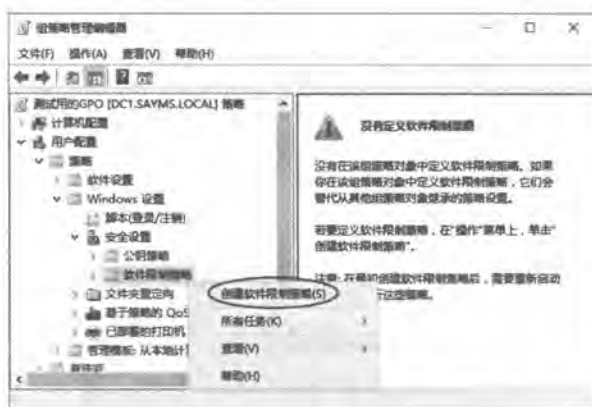 组策略管理编辑器
文件(F) 操作(A) 查看(V) 帮助(H)
测试用的GPO [DC1.SAYMS.LOCAL] 策略
计算机配置
用户配置
策略
软件设置
Windows 设置
脚本(登录/注销)
安全设置
公钥策略
软件限制策略
文件夹重定向
基于策略的 QoS
已部署的打印机
管理模板: 从本地计
首选项
创建软件限制策略(S)
所有任务(K)
查看(V)
帮助(H)
没有定义软件限制策略
没有在该组策略对象中定义软件限制策略。如果
你在该组策略对象中定义软件限制策略，它们会
替代从其他组策略对象继承的策略设置。
若要定义软件限制策略，在“操作”菜单上，单击“
创建软件限制策略”。
注意: 在最初创建软件限制策略后，需要重新启动
行这些策略。